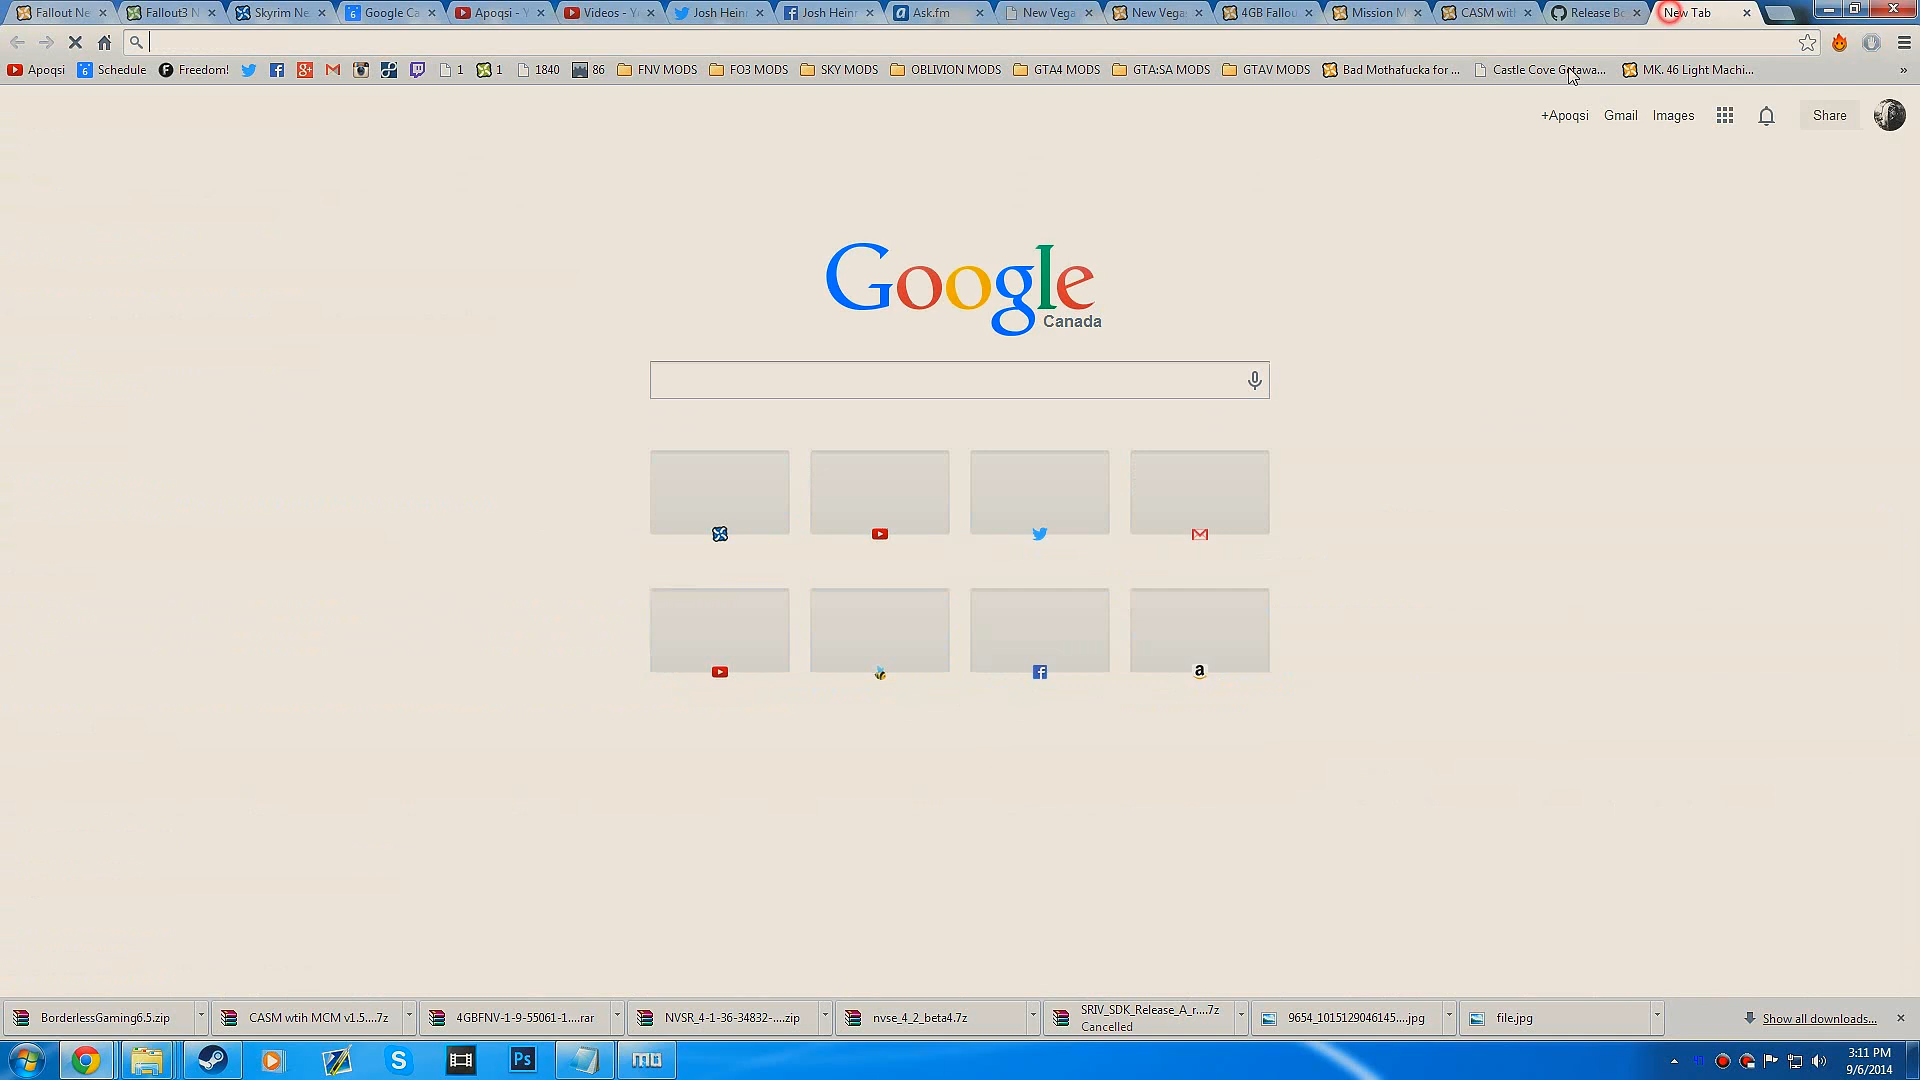 Fallout Ne
Fallout3 N
Skyrim Ne
Google Ca
Apoqsi - Y
Videos - Yo
Josh Heinr
Josh Heinr
Ask.fm
New Vega
New Vegas
4GB Fallou
Mission M
CASM with
Release Bo
New Tab
Apoqsi
Schedule
Freedom!
1
1
1840
86
FNV MODS
FO3 MODS
SKY MODS
OBLIVION MODS
GTA4 MODS
GTA:SA MODS
GTAV MODS
Bad Mothafucka for ...
Castle Cove Getawa...
MK. 46 Light Machi...
+Apoqsi
Gmail
Images
Share
Google
Canada
BorderlessGaming6.5.zip
CASM wtih MCM v1.5....7z
4GBFNV-1-9-55061-1....rar
NVSR_4-1-36-34832-....zip
nvse_4_2_beta4.7z
SRIV_SDK_Release_A_r....7z
Cancelled
9654_1015129046145....jpg
file.jpg
Show all downloads...
Ps
3:11 PM
9/6/2014